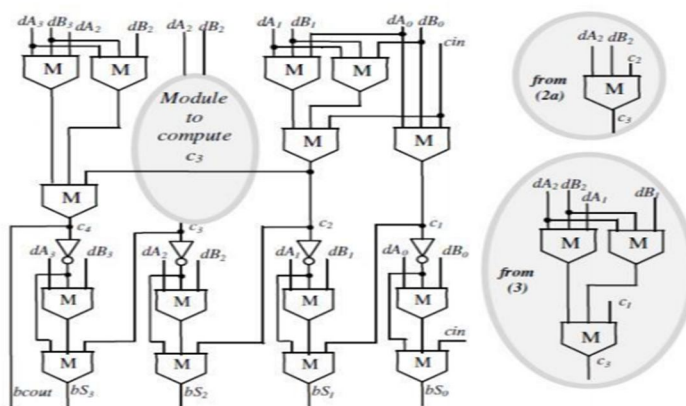 dA₃ dB₃ dA₂ dB₂ dA₂ dB₂ dA₁ dB₁ dA₀ dB₀
cin
M M M M
Module
to
compute
c₃
M M
M
c₄ c₃ c₂ c₁
dA₃ dB₃ dA₂ dB₂ dA₁ dB₁ dA₀ dB₀
M M M M
cin
M M M M
bcout bS₃ bS₂ bS₁ bS₀
dA₂ dB₂
c₂
from
(2a)
M
c₃
dA₂ dB₂ dA₁ dB₁
M M
from
(3)
c₁
M
c₃